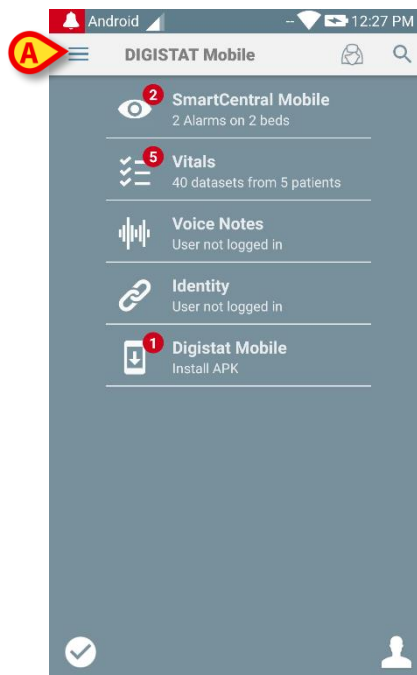 Android -- 12:27 PM
A
DIGISTAT Mobile
2
SmartCentral Mobile
2 Alarms on 2 beds
5
Vitals
40 datasets from 5 patients
Voice Notes
User not logged in
Identity
User not logged in
1
Digistat Mobile
Install APK